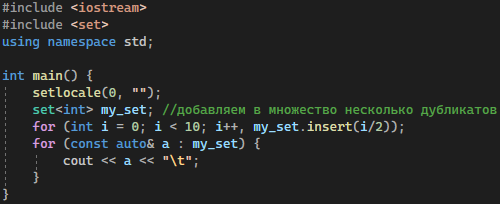 #include <iostream>
#include <set>
using namespace std;
int main() {
setlocale(0, "");
set<int> my_set; //добавляем в множество несколько дубликатов
for (int i = 0; i < 10; i++, my_set.insert(i/2));
for (const auto& a : my_set) {
cout << a << "\t";
}
}